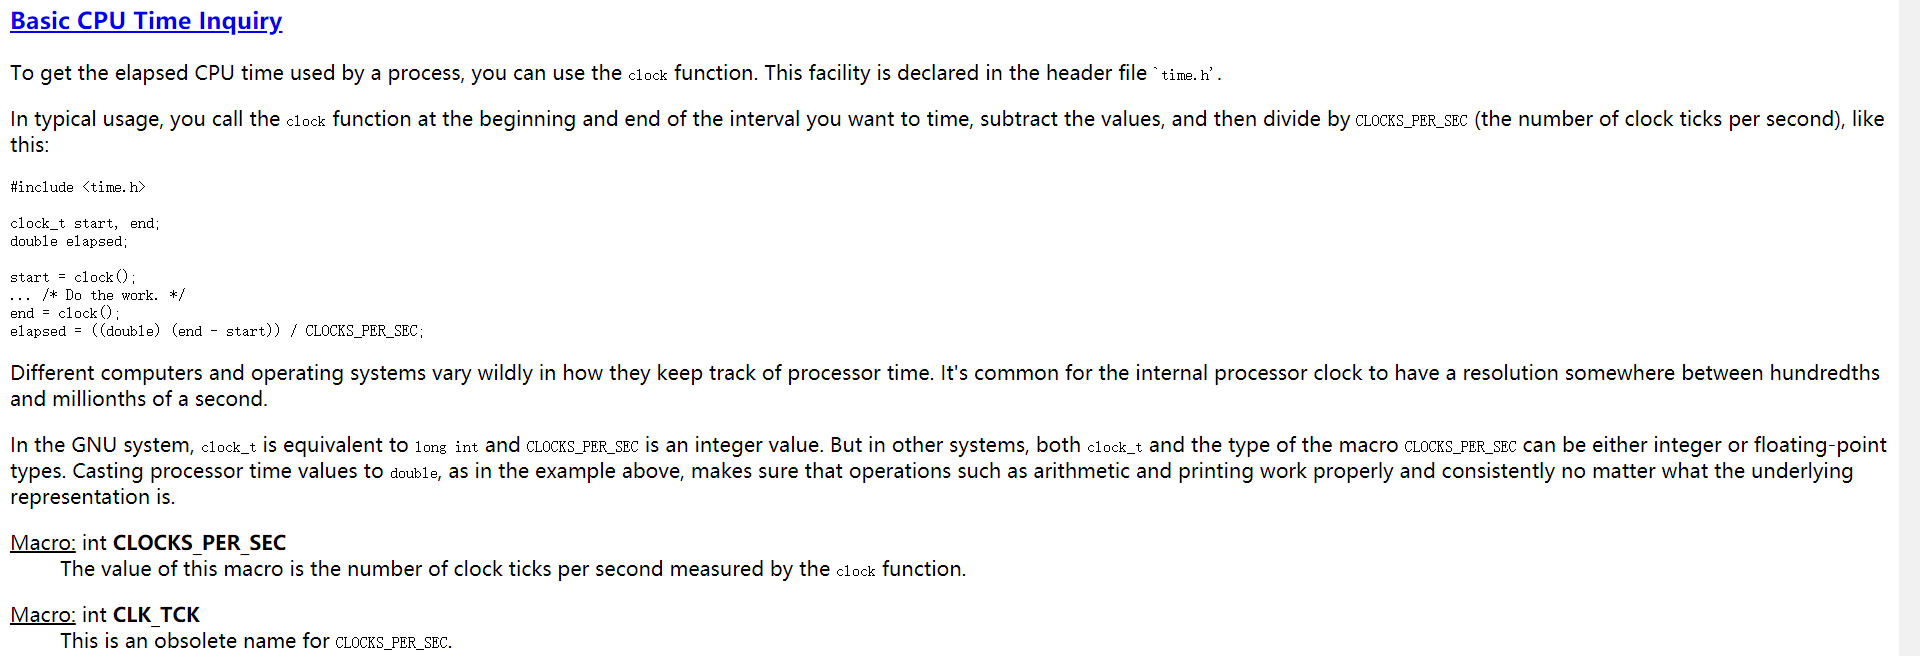 Basic CPU Time Inquiry
To get the elapsed CPU time used by a process, you can use the clock function. This facility is declared in the header file `time.h'.
In typical usage, you call the clock function at the beginning and end of the interval you want to time, subtract the values, and then divide by CLOCKS_PER_SEC (the number of clock ticks per second), like
this:
#include <time.h>
clock_t start, end;
double elapsed;
start = clock();
... /* Do the work. */
end = clock();
elapsed = ((double) (end - start)) / CLOCKS_PER_SEC;
Different computers and operating systems vary wildly in how they keep track of processor time. It's common for the internal processor clock to have a resolution somewhere between hundredths
and millionths of a second.
In the GNU system, clock_t is equivalent to long int and CLOCKS_PER_SEC is an integer value. But in other systems, both clock_t and the type of the macro CLOCKS_PER_SEC can be either integer or floating-point
types. Casting processor time values to double, as in the example above, makes sure that operations such as arithmetic and printing work properly and consistently no matter what the underlying
representation is.
Macro: int CLOCKS_PER_SEC
The value of this macro is the number of clock ticks per second measured by the clock function.
Macro: int CLK_TCK
This is an obsolete name for CLOCKS_PER_SEC.